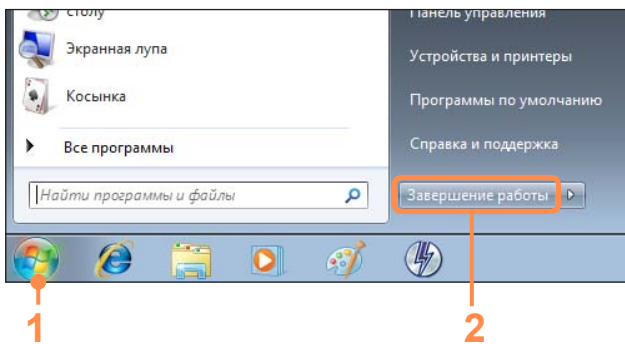 столу
Экранная лупа
Косынка
Все программы
Найти программы и файлы
Панель управления
Устройства и принтеры
Программы по умолчанию
Справка и поддержка
Завершение работы
1
2